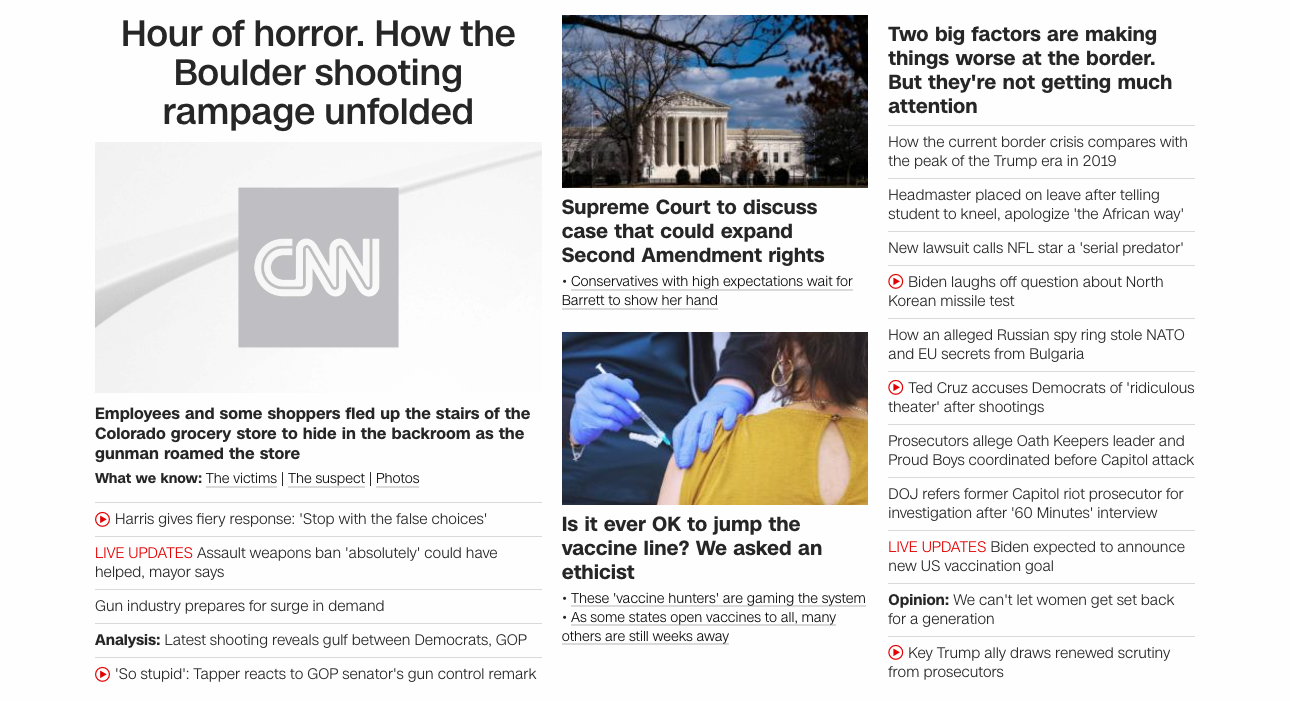 Hour of horror. How the
Boulder shooting
rampage unfolded
CNN
Employees and some shoppers fled up the stairs of the
Colorado grocery store to hide in the backroom as the
gunman roamed the store
What we know: The victims | The suspect | Photos
Harris gives fiery response: 'Stop with the false choices'
LIVE UPDATES Assault weapons ban 'absolutely' could have
helped, mayor says
Gun industry prepares for surge in demand
Analysis: Latest shooting reveals gulf between Democrats, GOP
'So stupid': Tapper reacts to GOP senator's gun control remark
Supreme Court to discuss
case that could expand
Second Amendment rights
• Conservatives with high expectations wait for
Barrett to show her hand
Is it ever OK to jump the
vaccine line? We asked an
ethicist
• These 'vaccine hunters' are gaming the system
• As some states open vaccines to all, many
others are still weeks away
Two big factors are making
things worse at the border.
But they're not getting much
attention
How the current border crisis compares with
the peak of the Trump era in 2019
Headmaster placed on leave after telling
student to kneel, apologize 'the African way'
New lawsuit calls NFL star a 'serial predator'
Biden laughs off question about North
Korean missile test
How an alleged Russian spy ring stole NATO
and EU secrets from Bulgaria
Ted Cruz accuses Democrats of 'ridiculous
theater' after shootings
Prosecutors allege Oath Keepers leader and
Proud Boys coordinated before Capitol attack
DOJ refers former Capitol riot prosecutor for
investigation after '60 Minutes' interview
LIVE UPDATES Biden expected to announce
new US vaccination goal
Opinion: We can't let women get set back
for a generation
Key Trump ally draws renewed scrutiny
from prosecutors